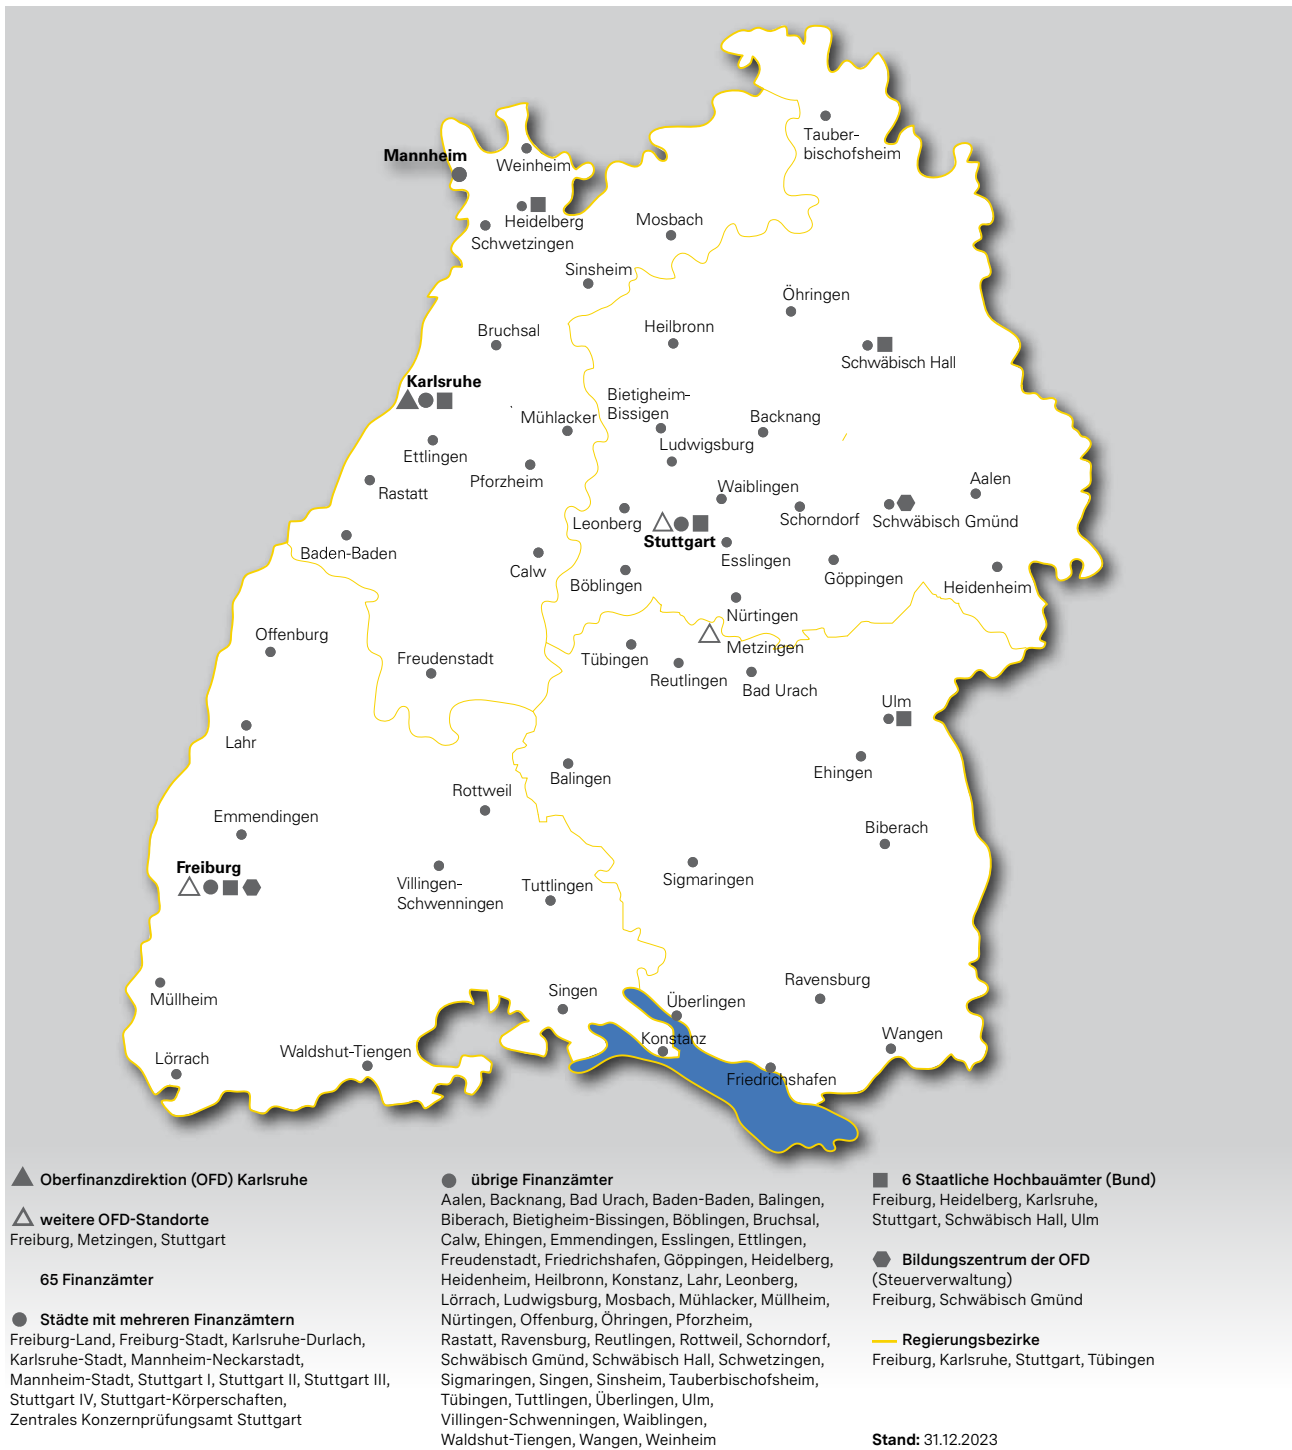 Tauber-
bischofsheim
Mannheim
Weinheim
Heidelberg
Schwetzingen
Mosbach
Sinsheim
Öhringen
Bruchsal
Heilbronn
Schwäbisch Hall
Karlsruhe
Bietigheim-
Bissigen
Mühlacker
Backnang
Ettlingen
Ludwigsburg
Pforzheim
Rastatt
Waiblingen
Aalen
Leonberg
Schorndorf
Schwäbisch Gmünd
Stuttgart
Baden-Baden
Esslingen
Calw
Böblingen
Göppingen
Heidenheim
Nürtingen
Offenburg
Metzingen
Freudenstadt
Tübingen
Reutlingen
Bad Urach
Ulm
Lahr
Balingen
Ehingen
Rottweil
Emmendingen
Biberach
Freiburg
Villingen-
Schwenningen
Tuttlingen
Sigmaringen
Ravensburg
Singen
Müllheim
Überlingen
Wangen
Konstanz
Waldshut-Tiengen
Lörrach
Friedrichshafen
Oberfinanzdirektion (OFD) Karlsruhe
weitere OFD-Standorte
Freiburg, Metzingen, Stuttgart
65 Finanzämter
Städte mit mehreren Finanzämtern
Freiburg-Land, Freiburg-Stadt, Karlsruhe-Durlach,
Karlsruhe-Stadt, Mannheim-Neckarstadt,
Mannheim-Stadt, Stuttgart I, Stuttgart II, Stuttgart III,
Stuttgart IV, Stuttgart-Körperschaften,
Zentrales Konzernprüfungsamt Stuttgart
übrige Finanzämter
Aalen, Backnang, Bad Urach, Baden-Baden, Balingen,
Biberach, Bietigheim-Bissingen, Böblingen, Bruchsal,
Calw, Ehingen, Emmendingen, Esslingen, Ettlingen,
Freudenstadt, Friedrichshafen, Göppingen, Heidelberg,
Heidenheim, Heilbronn, Konstanz, Lahr, Leonberg,
Lörrach, Ludwigsburg, Mosbach, Mühlacker, Müllheim,
Nürtingen, Offenburg, Öhringen, Pforzheim,
Rastatt, Ravensburg, Reutlingen, Rottweil, Schorndorf,
Schwäbisch Gmünd, Schwäbisch Hall, Schwetzingen,
Sigmaringen, Singen, Sinsheim, Tauberbischofsheim,
Tübingen, Tuttlingen, Überlingen, Ulm,
Villingen-Schwenningen, Waiblingen,
Waldshut-Tiengen, Wangen, Weinheim
6 Staatliche Hochbauämter (Bund)
Freiburg, Heidelberg, Karlsruhe,
Stuttgart, Schwäbisch Hall, Ulm
Bildungszentrum der OFD
(Steuerverwaltung)
Freiburg, Schwäbisch Gmünd
Regierungsbezirke
Freiburg, Karlsruhe, Stuttgart, Tübingen
Stand: 31.12.2023